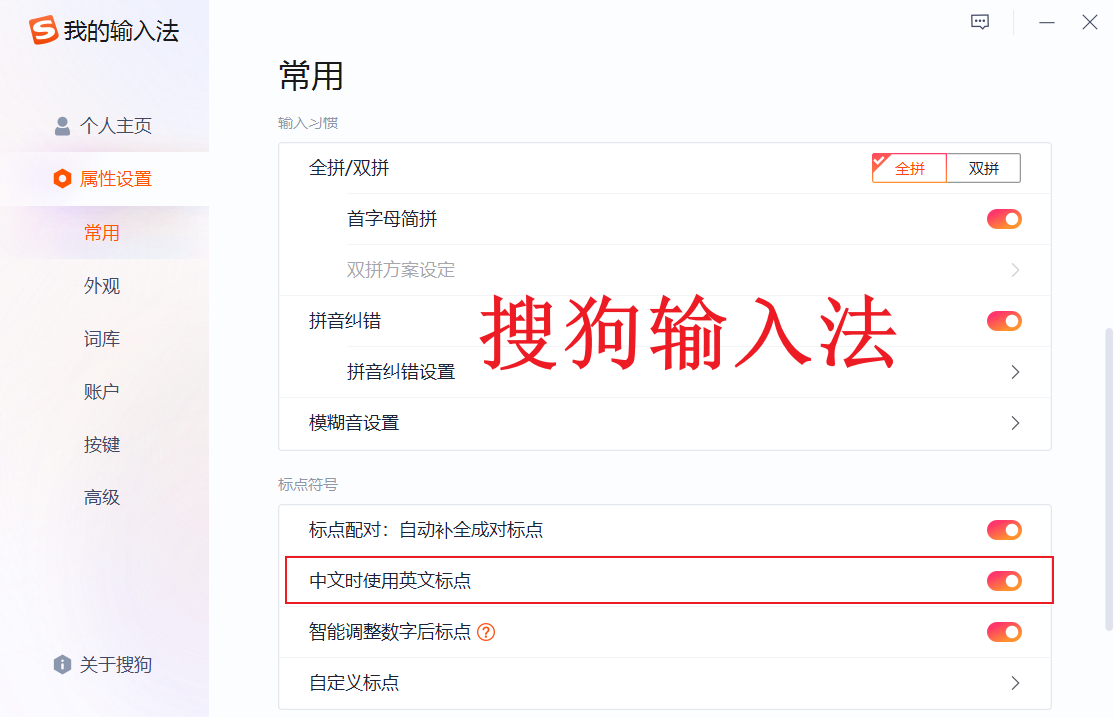 我的输入法
个人主页
属性设置
常用
外观
词库
账户
按键
高级
关于搜狗
常用
输入习惯
全拼/双拼
全拼
双拼
首字母简拼
双拼方案设定
拼音纠错
搜狗输入法
拼音纠错设置
模糊音设置
标点符号
标点配对：自动补全成对标点
中文时使用英文标点
智能调整数字后标点
自定义标点